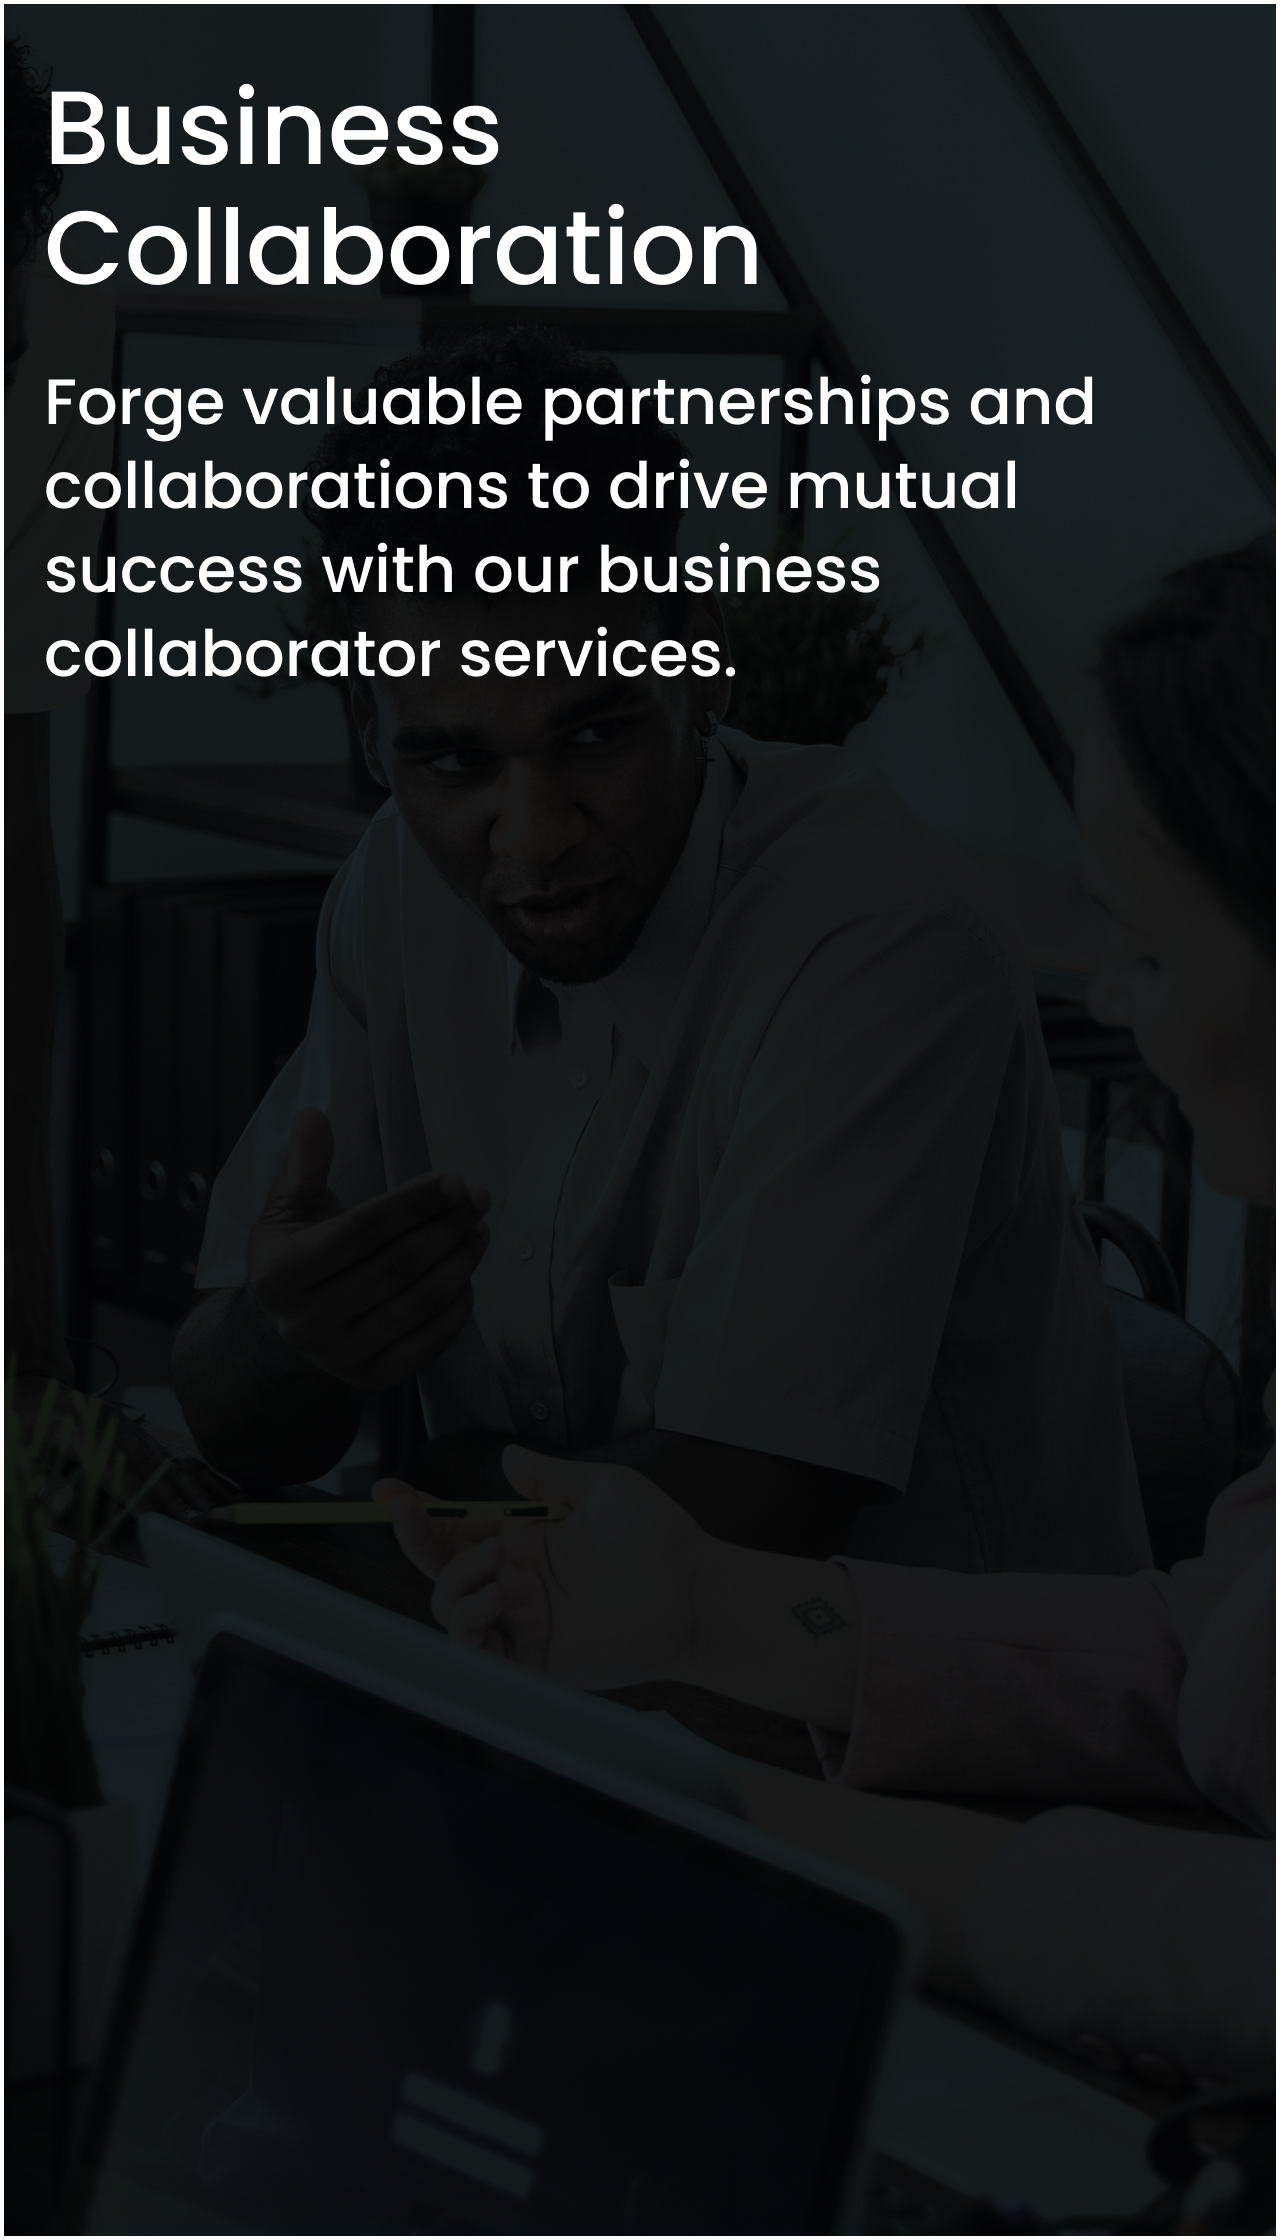 Business
Collaboration
Forge valuable partnerships and
collaborations to drive mutual
success with our business
collaborator services.